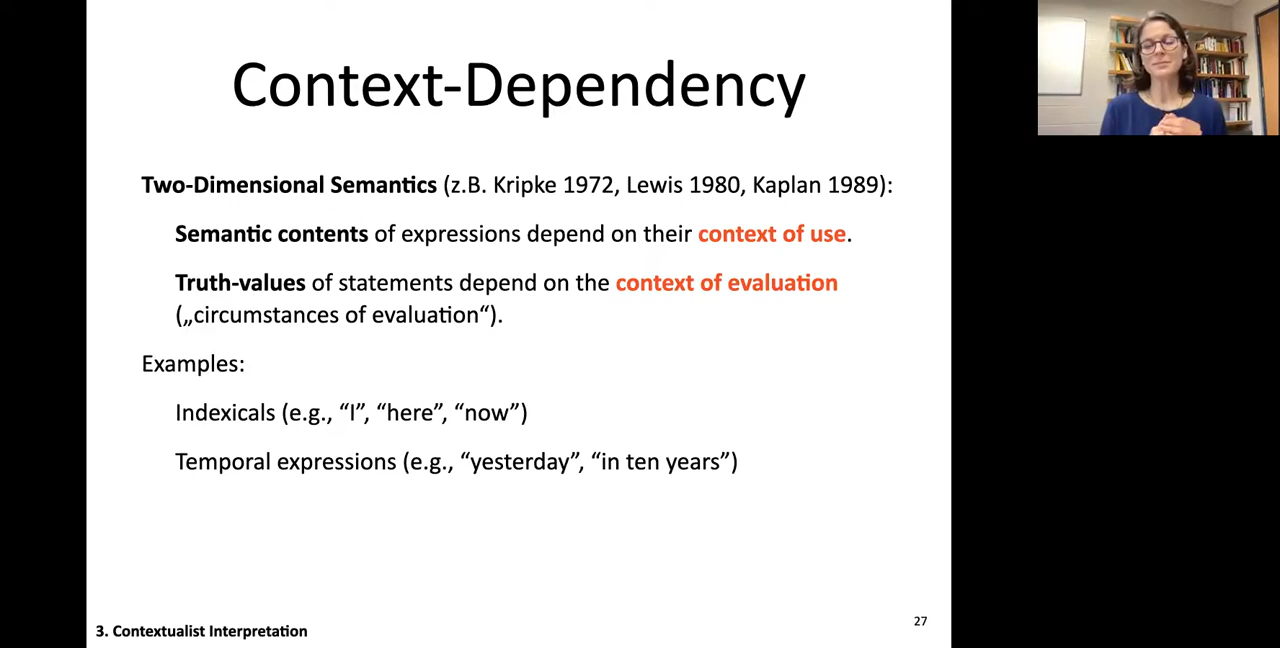 Context-Dependency
Two-Dimensional Semantics (z.B. Kripke 1972, Lewis 1980, Kaplan 1989):
Semantic contents of expressions depend on their context of use.
Truth-values of statements depend on the context of evaluation
(„circumstances of evaluation“).
Examples:
Indexicals (e.g., “I”, “here”, “now”)
Temporal expressions (e.g., “yesterday”, “in ten years”)
27
3. Contextualist Interpretation